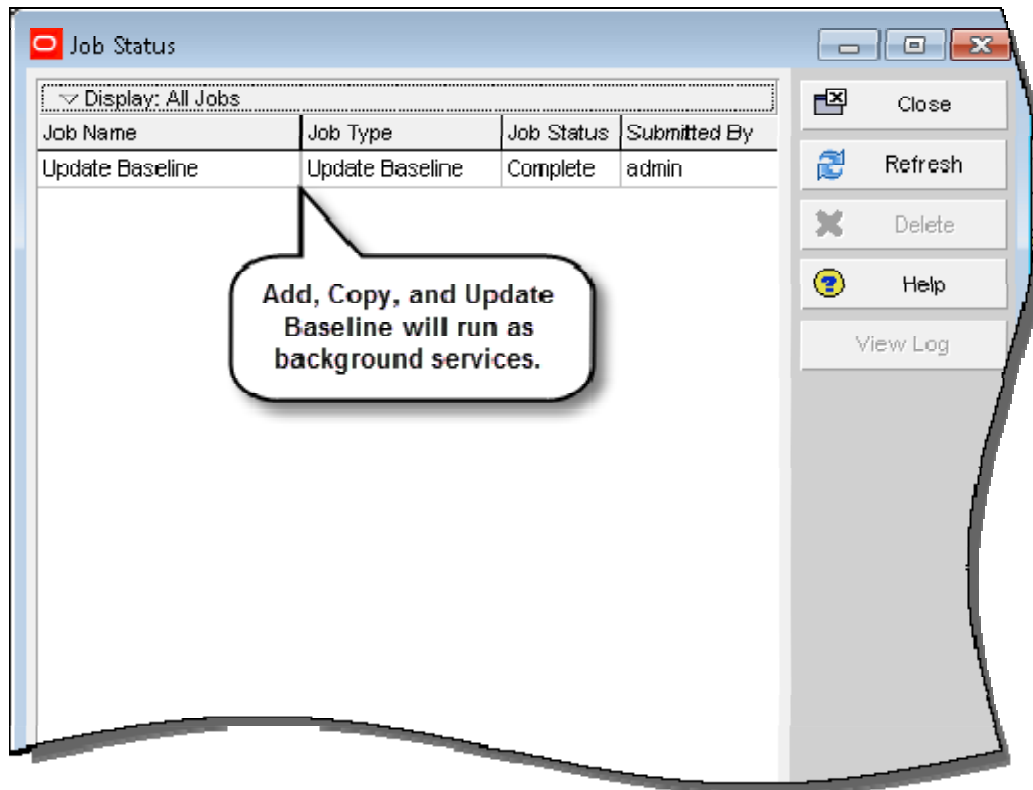 Job Status
Display: All Jobs
Job Name Job Type Job Status Submitted By
Update Baseline Update Baseline Complete admin
Add, Copy, and Update
Baseline will run as
background services.
Close
Refresh
Delete
Help
View Log